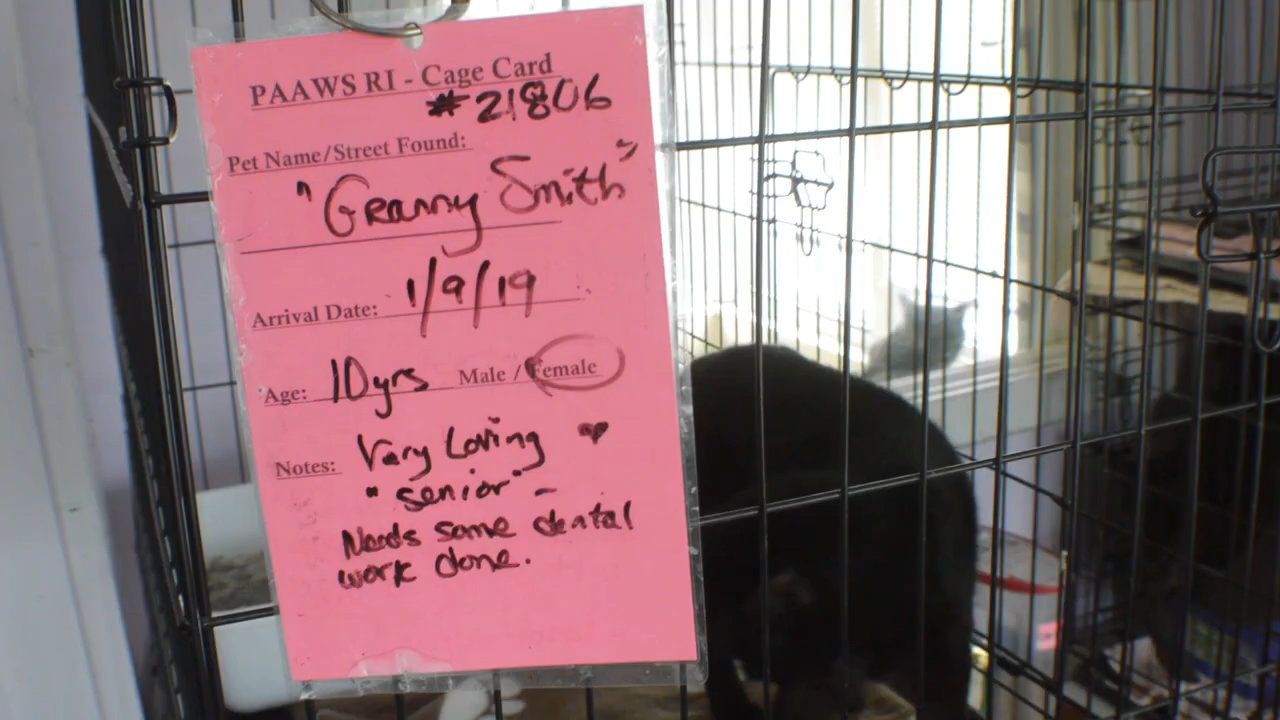 PAAWS RI - Cage Card
#21806
Pet Name/Street Found:
"Granny Smith"
Arrival Date: 1/9/19
Age: 10yrs Male / Female
Notes: Very Loving ♥
"senior" -
Needs some dental
work done.